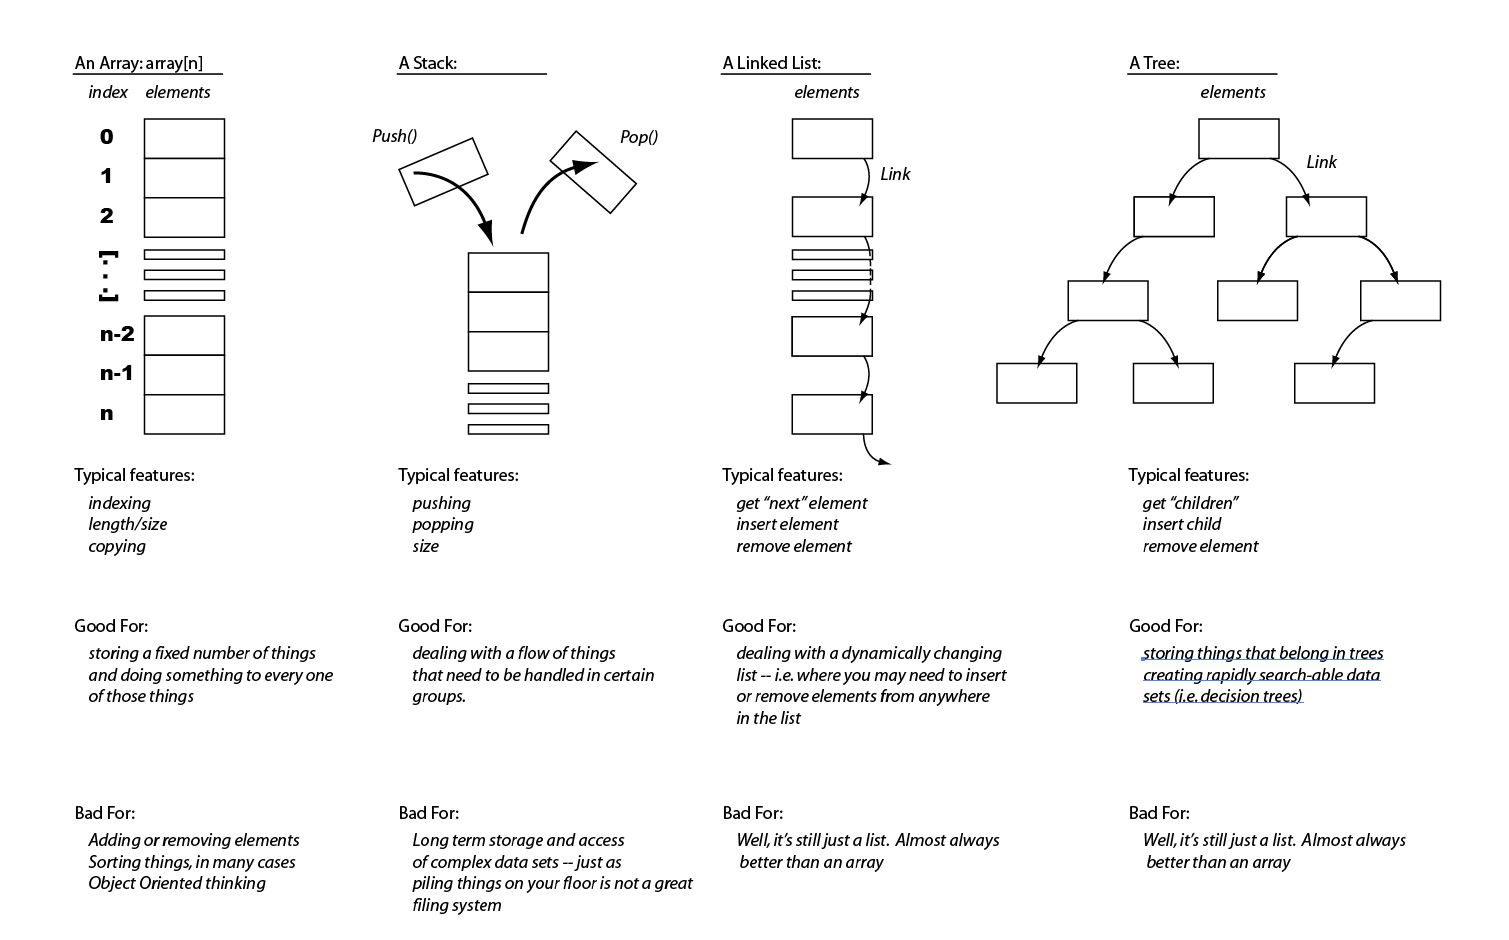 An Array: array[n]
index elements
0
1
2
[
. . .
]
n-2
n-1
n
Typical features:
indexing
length/size
copying
Good For:
storing a fixed number of things
and doing something to every one
of those things
Bad For:
Adding or removing elements
Sorting things, in many cases
Object Oriented thinking
A Stack:
Push()
Pop()
Typical features:
pushing
popping
size
Good For:
dealing with a flow of things
that need to be handled in certain
groups.
Bad For:
Long term storage and access
of complex data sets -- just as
piling things on your floor is not a great
filing system
A Linked List:
elements
Link
Typical features:
get “next” element
insert element
remove element
Good For:
dealing with a dynamically changing
list -- i.e. where you may need to insert
or remove elements from anywhere
in the list
Bad For:
Well, it’s still just a list. Almost always
better than an array
A Tree:
elements
Link
Typical features:
get “children”
insert child
remove element
Good For:
storing things that belong in trees
creating rapidly search-able data
sets (i.e. decision trees)
Bad For:
Well, it’s still just a list. Almost always
better than an array